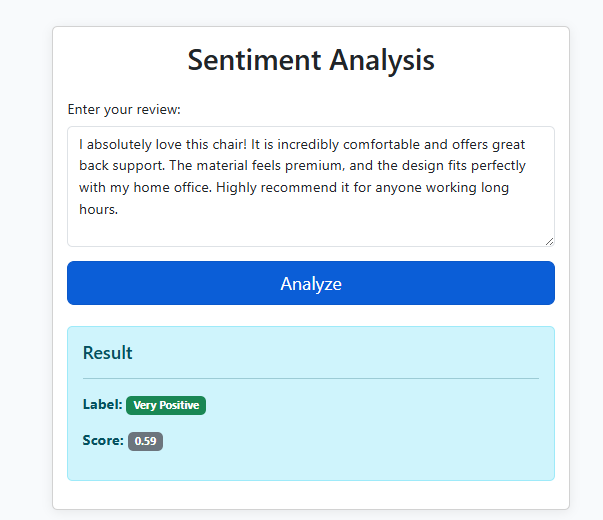 Sentiment Analysis
Enter your review:
I absolutely love this chair! It is incredibly comfortable and offers great
back support. The material feels premium, and the design fits perfectly
with my home office. Highly recommend it for anyone working long
hours.
Analyze
Result
Label: Very Positive
Score: 0.59